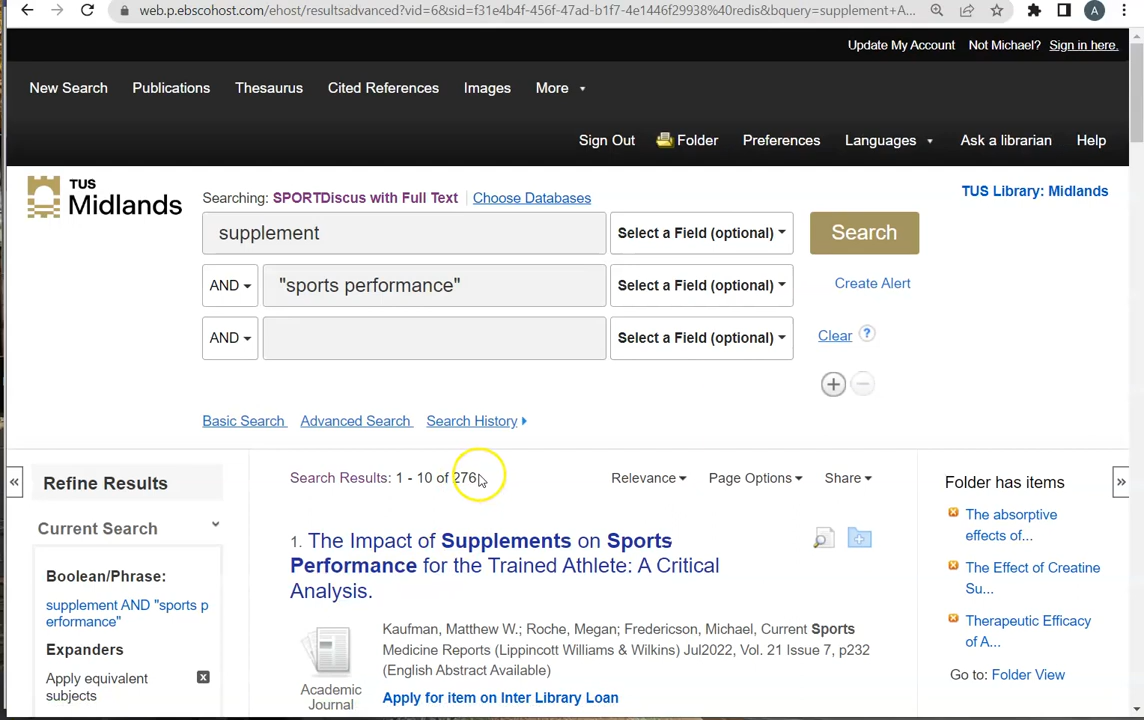 web.p.ebscohost.com/ehost/resultsadvanced?vid=6&sid=f31e4b4f-456f-47ad-b1f7-4e1446f29938%40redis&bquery=supplement+A...
A
Update My Account Not Michael? Sign in here.
New Search Publications Thesaurus Cited References Images More
Sign Out Folder Preferences Languages Ask a librarian Help
TUS
Midlands
Searching: SPORTDiscus with Full Text Choose Databases
TUS Library: Midlands
supplement Select a Field (optional) Search
AND "sports performance" Select a Field (optional) Create Alert
AND Select a Field (optional) Clear ?
Basic Search Advanced Search Search History
Refine Results
Current Search
Boolean/Phrase:
supplement AND "sports p
erformance"
Expanders
Apply equivalent
subjects
Search Results: 1 - 10 of 276 Relevance Page Options Share
1. The Impact of Supplements on Sports
Performance for the Trained Athlete: A Critical
Analysis.
Kaufman, Matthew W.; Roche, Megan; Fredericson, Michael, Current Sports
Medicine Reports (Lippincott Williams & Wilkins) Jul2022, Vol. 21 Issue 7, p232
(English Abstract Available)
Academic
Journal
Apply for item on Inter Library Loan
Folder has items
The absorptive
effects of...
The Effect of Creatine
Su...
Therapeutic Efficacy
of A...
Go to: Folder View